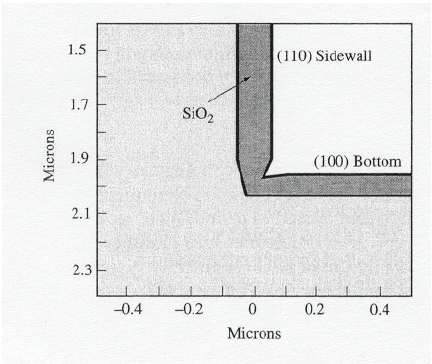 1.5
(110) Sidewall
SiO2
1.7
Microns
1.9
(100) Bottom
2.1
2.3
−0.4 −0.2 0 0.2 0.4
Microns